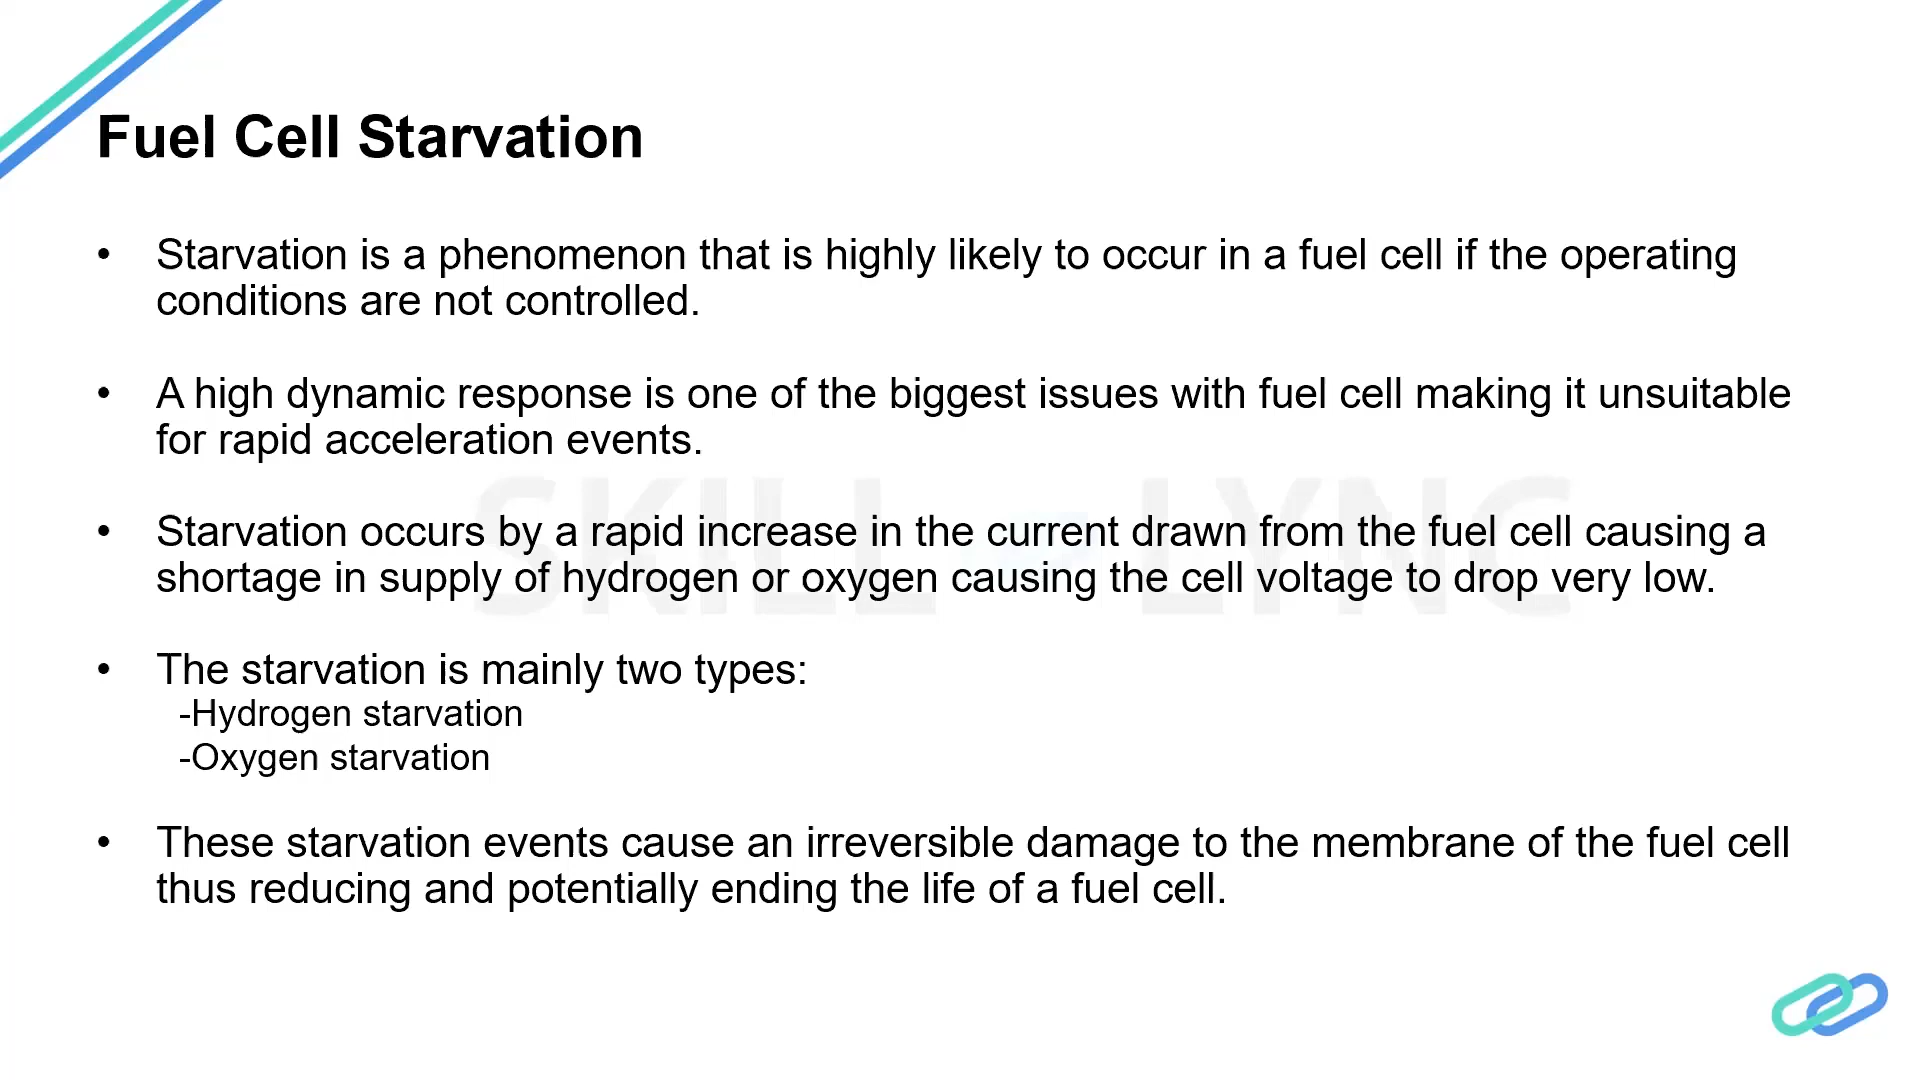 Fuel Cell Starvation
• Starvation is a phenomenon that is highly likely to occur in a fuel cell if the operating
conditions are not controlled.
• A high dynamic response is one of the biggest issues with fuel cell making it unsuitable
for rapid acceleration events.
SKILL LYNC
• Starvation occurs by a rapid increase in the current drawn from the fuel cell causing a
shortage in supply of hydrogen or oxygen causing the cell voltage to drop very low.
• The starvation is mainly two types:
-Hydrogen starvation
-Oxygen starvation
• These starvation events cause an irreversible damage to the membrane of the fuel cell
thus reducing and potentially ending the life of a fuel cell.